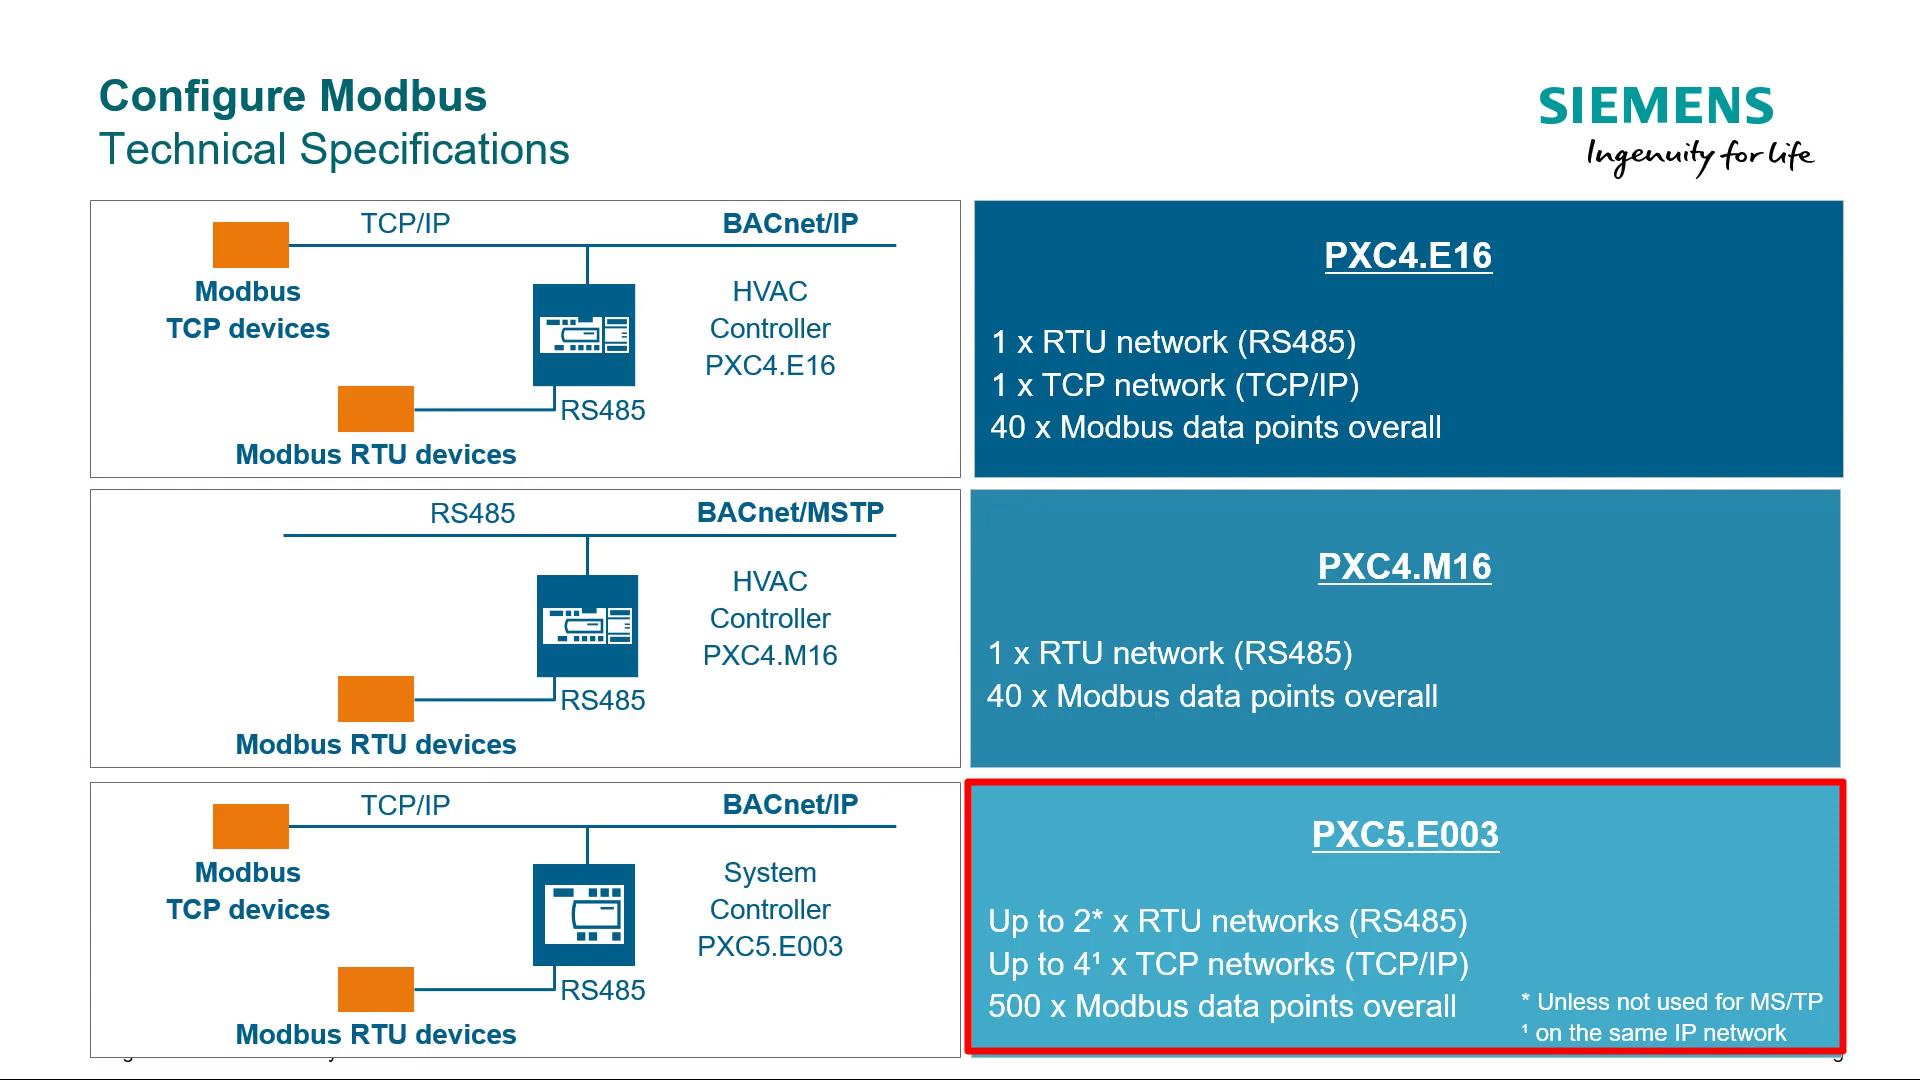 Configure Modbus
Technical Specifications
SIEMENS
Ingenuity for life
TCP/IP
BACnet/IP
Modbus
TCP devices
HVAC
Controller
PXC4.E16
RS485
Modbus RTU devices
PXC4.E16
1 x RTU network (RS485)
1 x TCP network (TCP/IP)
40 x Modbus data points overall
RS485
BACnet/MSTP
HVAC
Controller
PXC4.M16
RS485
Modbus RTU devices
PXC4.M16
1 x RTU network (RS485)
40 x Modbus data points overall
TCP/IP
BACnet/IP
Modbus
TCP devices
System
Controller
PXC5.E003
RS485
Modbus RTU devices
PXC5.E003
Up to 2* x RTU networks (RS485)
Up to 4¹ x TCP networks (TCP/IP)
500 x Modbus data points overall
* Unless not used for MS/TP
¹ on the same IP network